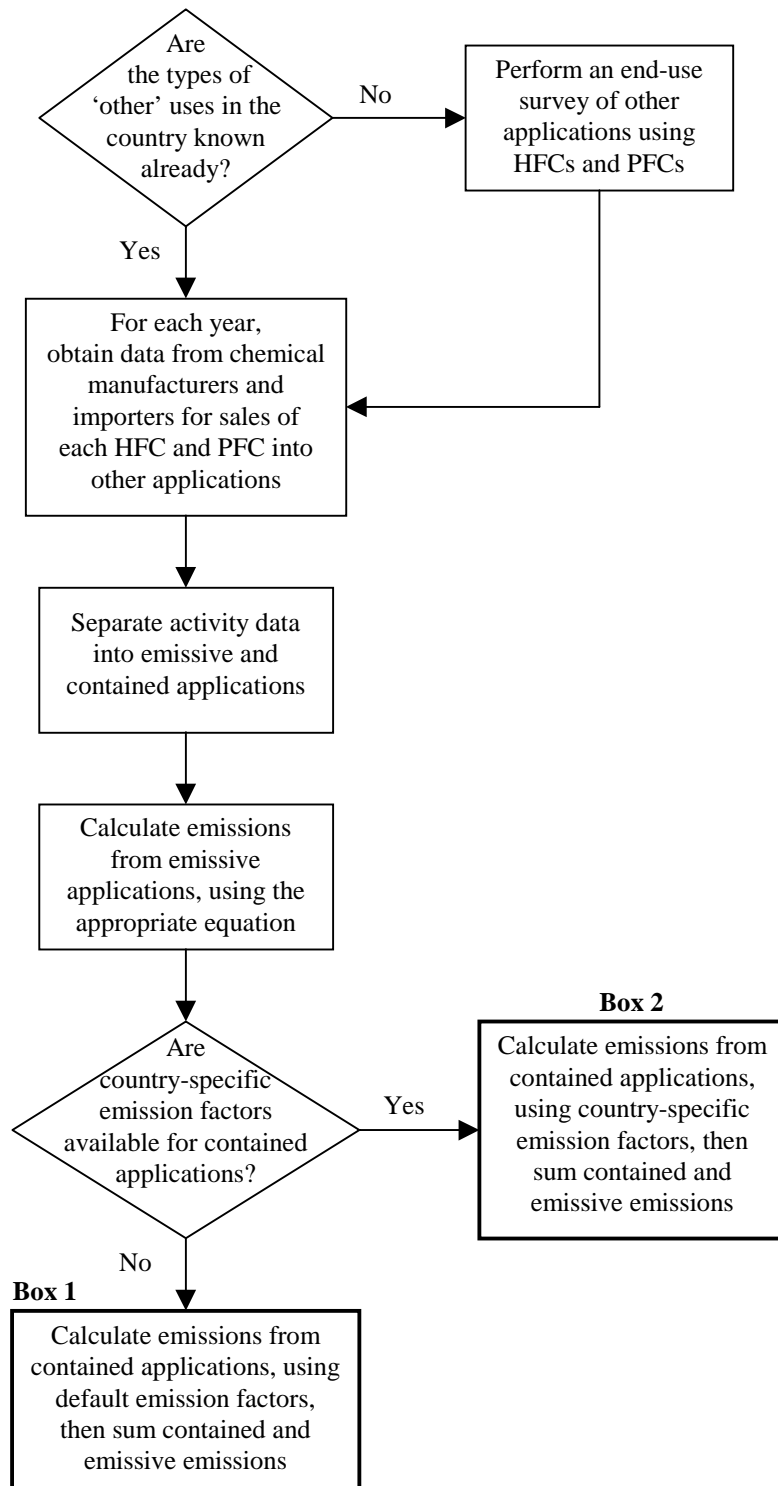 Are
the types of
‘other’ uses in the
country known
already?
No
Perform an end-use
survey of other
applications using
HFCs and PFCs
Yes
For each year,
obtain data from chemical
manufacturers and
importers for sales of
each HFC and PFC into
other applications
Separate activity data
into emissive and
contained applications
Calculate emissions
from emissive
applications, using the
appropriate equation
Are
country-specific
emission factors
available for contained
applications?
Yes
Box 2
Calculate emissions from
contained applications,
using country-specific
emission factors, then
sum contained and
emissive emissions
No
Box 1
Calculate emissions from
contained applications, using
default emission factors,
then sum contained and
emissive emissions